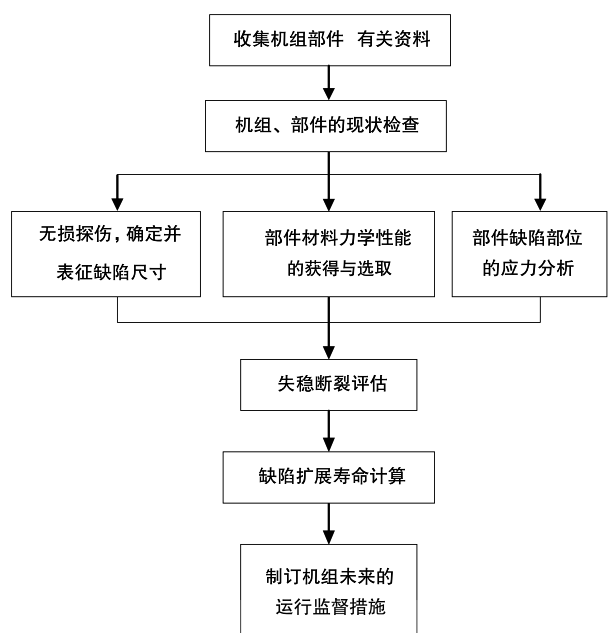 收集机组部件 有关资料
机组、部件的现状检查
无损探伤，确定并
表征缺陷尺寸
部件材料力学性能
的获得与选取
部件缺陷部位
的应力分析
失稳断裂评估
缺陷扩展寿命计算
制订机组未来的
运行监督措施